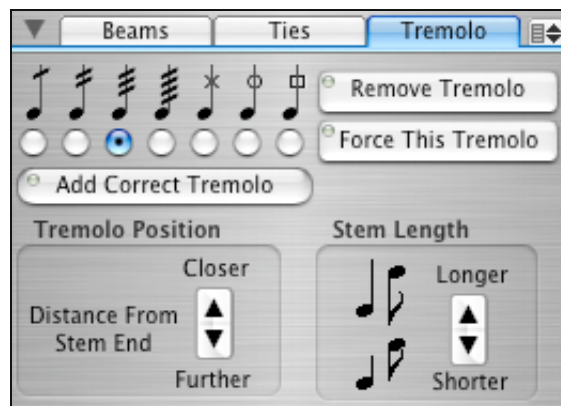 Beams Ties Tremolo
Remove Tremolo
Force This Tremolo
Add Correct Tremolo
Tremolo Position
Closer
Distance From
Stem End
Further
Stem Length
Longer
Shorter